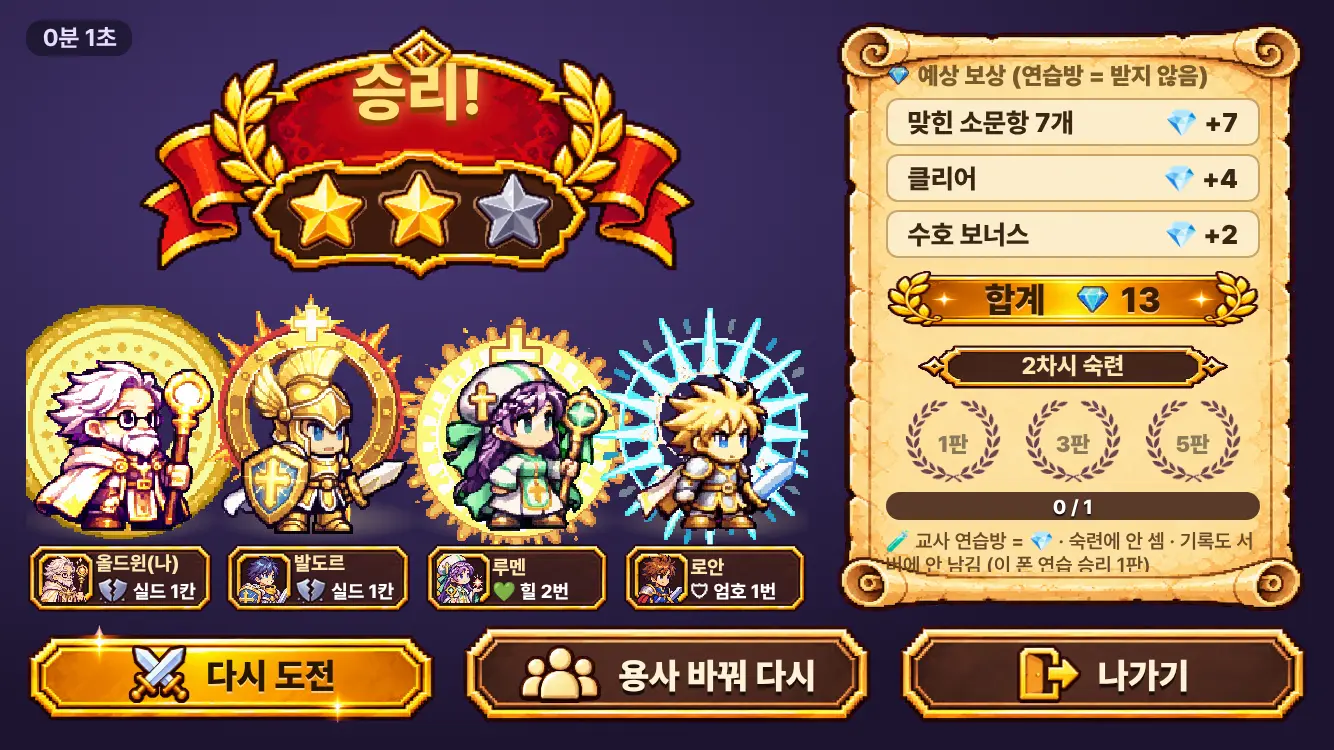 0분 1초
승리!
올드윈(나)
실드 1칸
발도르
실드 1칸
루멘
힐 2번
로안
엄호 1번
예상 보상 (연습방 = 받지 않음)
맞힌 소문항 7개 +7
클리어 +4
수호 보너스 +2
합계 13
2차시 숙련
1판 3판 5판
0 / 1
교사 연습방 = · 숙련에 안 셈 · 기록도 서
버에 안 남김 (이 폰 연습 승리 1판)
다시 도전
용사 바꿔 다시
나가기